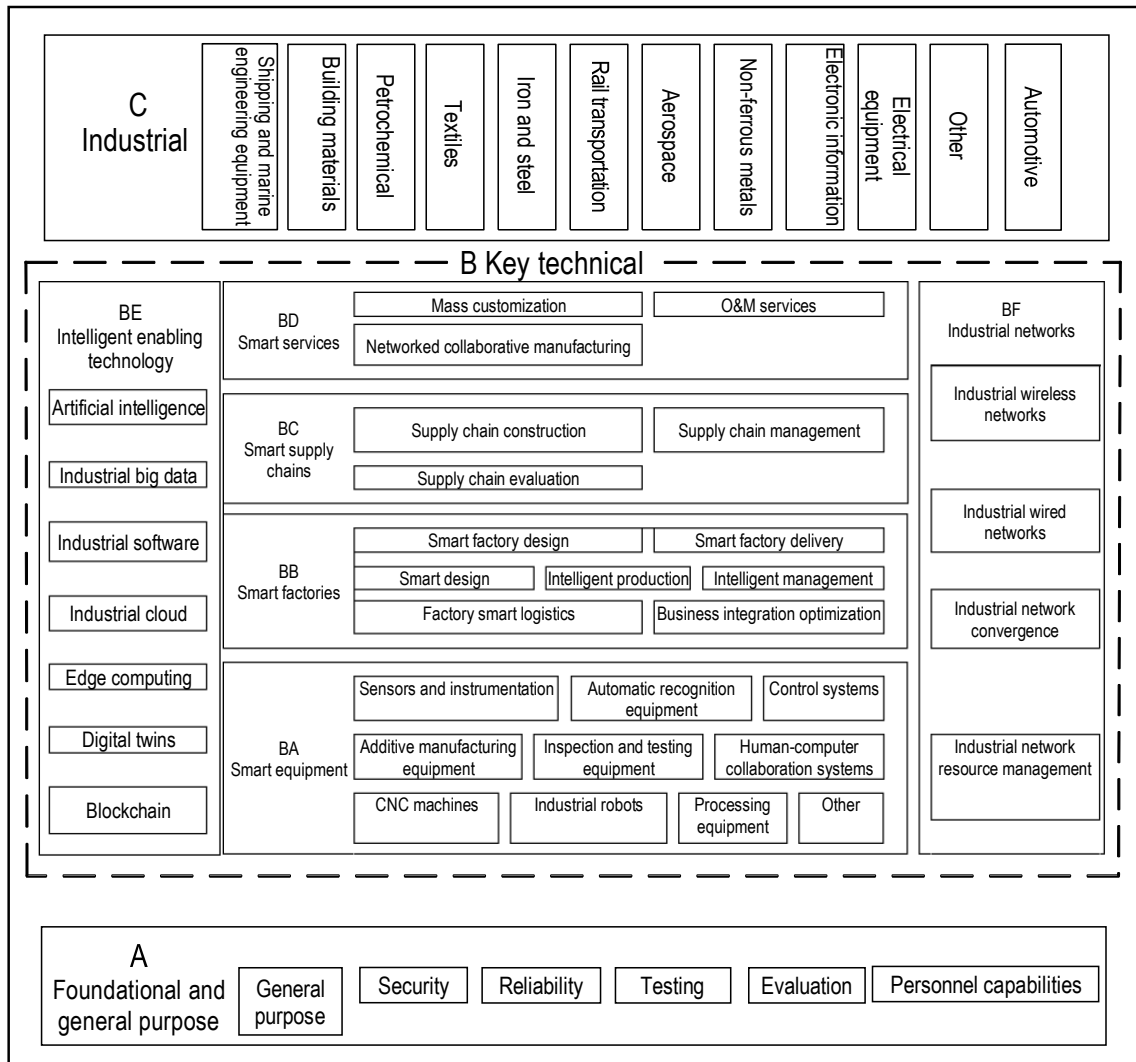 C
Industrial
Shipping and marine
engineering equipment
Building materials
Petrochemical
Textiles
Iron and steel
Rail transportation
Aerospace
Non-ferrous metals
Electronic information
Electrical
equipment
Other
Automotive
B Key technical
BE
Intelligent enabling
technology
Artificial intelligence
Industrial big data
Industrial software
Industrial cloud
Edge computing
Digital twins
Blockchain
BD
Smart services
Mass customization
O&M services
Networked collaborative manufacturing
BC
Smart supply
chains
Supply chain construction
Supply chain management
Supply chain evaluation
BB
Smart factories
Smart factory design
Smart factory delivery
Smart design
Intelligent production
Intelligent management
Factory smart logistics
Business integration optimization
BA
Smart equipment
Sensors and instrumentation
Automatic recognition
equipment
Control systems
Additive manufacturing
equipment
Inspection and testing
equipment
Human-computer
collaboration systems
CNC machines
Industrial robots
Processing
equipment
Other
BF
Industrial networks
Industrial wireless
networks
Industrial wired
networks
Industrial network
convergence
Industrial network
resource management
A
Foundational and
general purpose
General
purpose
Security
Reliability
Testing
Evaluation
Personnel capabilities